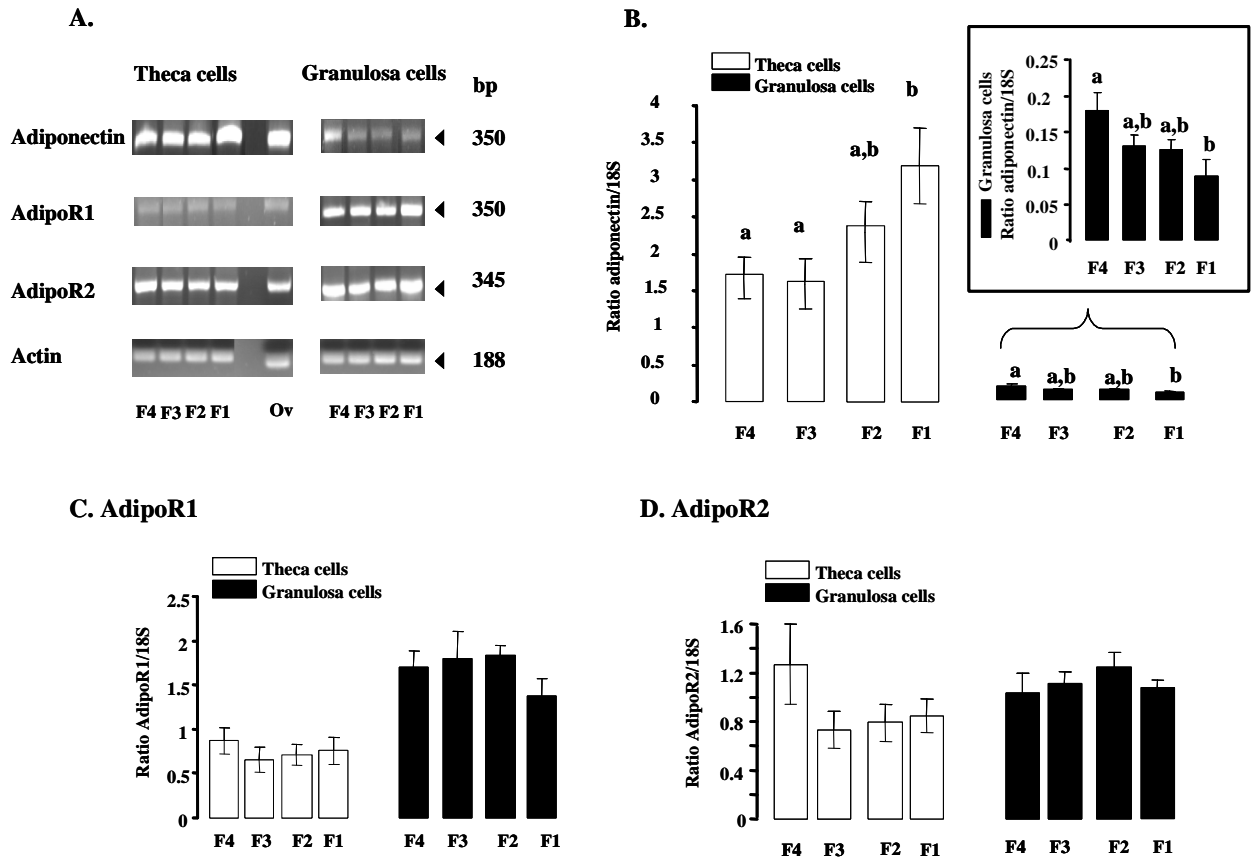 A.
Theca cells
Granulosa cells
bp
Adiponectin
350
AdipoR1
350
AdipoR2
345
Actin
188
F4 F3 F2 F1 Ov
F4 F3 F2 F1
B.
Theca cells
Granulosa cells
Ratio adiponectin/18S
4
3.5
3
2.5
2
1.5
1
0.5
0
a
a
a,b
b
F4 F3 F2 F1
Granulosa cells
Ratio adiponectin/18S
0.25
0.2
0.15
0.1
0.05
0
a
a,b
a,b
b
F4 F3 F2 F1
a
a,b
a,b
b
F4 F3 F2 F1
C. AdipoR1
Theca cells
Granulosa cells
Ratio AdipoR1/18S
2.5
2
1.5
1
0.5
0
F4 F3 F2 F1
F4 F3 F2 F1
D. AdipoR2
Theca cells
Granulosa cells
Ratio AdipoR2/18S
1.6
1.2
0.8
0.4
0
F4 F3 F2 F1
F4 F3 F2 F1